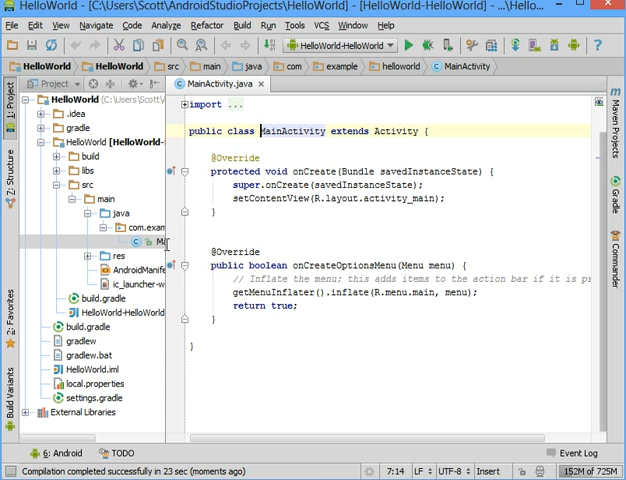 HelloWorld - [C:\Users\Scott\AndroidStudioProjects\HelloWorld] - [HelloWorld-HelloWorld] - ...\Hello...
File Edit View Navigate Code Analyze Refactor Build Run Tools VCS Window Help
HelloWorld-HelloWorld
HelloWorld HelloWorld src main java com example helloworld MainActivity
Project
MainActivity.java
HelloWorld (C:\Users\Scott\
.idea
gradle
HelloWorld [HelloWorld-
build
libs
src
main
java
com.exam
Ma
res
AndroidManife
ic_launcher-w
build.gradle
HelloWorld-HelloWorl
build.gradle
gradlew
gradlew.bat
HelloWorld.iml
local.properties
settings.gradle
External Libraries
import ...
public class MainActivity extends Activity {
@Override
protected void onCreate(Bundle savedInstanceState) {
super.onCreate(savedInstanceState);
setContentView(R.layout.activity_main);
}
@Override
public boolean onCreateOptionsMenu(Menu menu) {
// Inflate the menu; this adds items to the action bar if it is pr
getMenuInflater().inflate(R.menu.main, menu);
return true;
}
}
1: Project
7: Structure
2: Favorites
Build Variants
Maven Projects
Gradle
Commander
6: Android
TODO
Event Log
Compilation completed successfully in 23 sec (moments ago)
7:14 LF UTF-8 Insert 152M of 725M